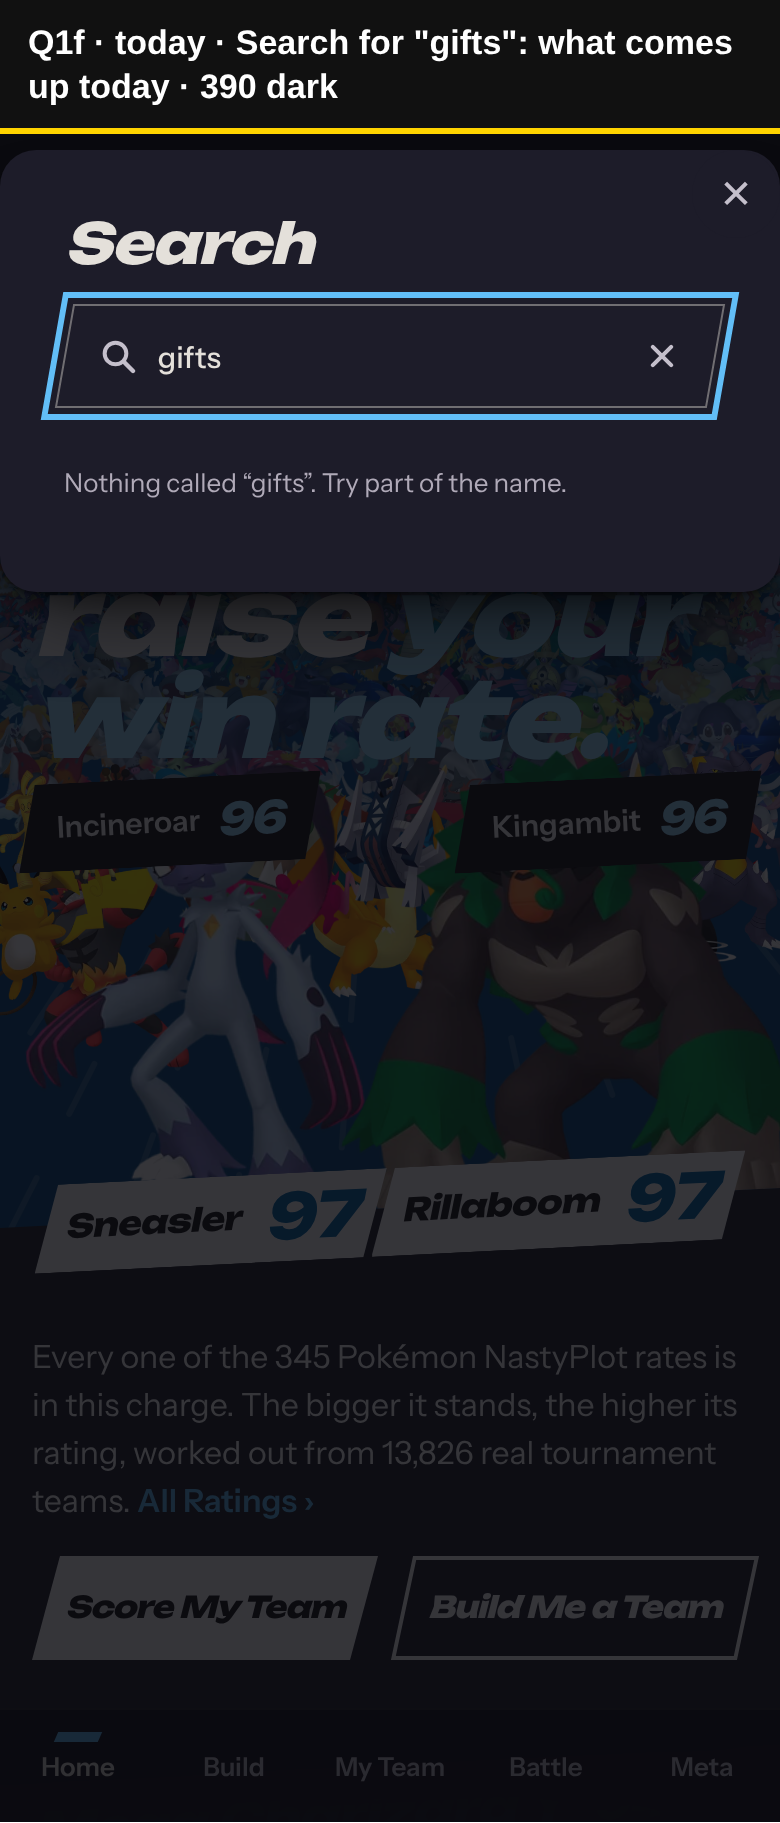 Q1f · today · Search for "gifts": what comes
up today · 390 dark
Search
gifts
Nothing called “gifts”. Try part of the name.
raise your
win rate.
Incineroar 96
Kingambit 96
Sneasler 97
Rillaboom 97
Every one of the 345 Pokémon NastyPlot rates is
in this charge. The bigger it stands, the higher its
rating, worked out from 13,826 real tournament
teams. All Ratings ›
Score My Team
Build Me a Team
Home
Build
My Team
Battle
Meta